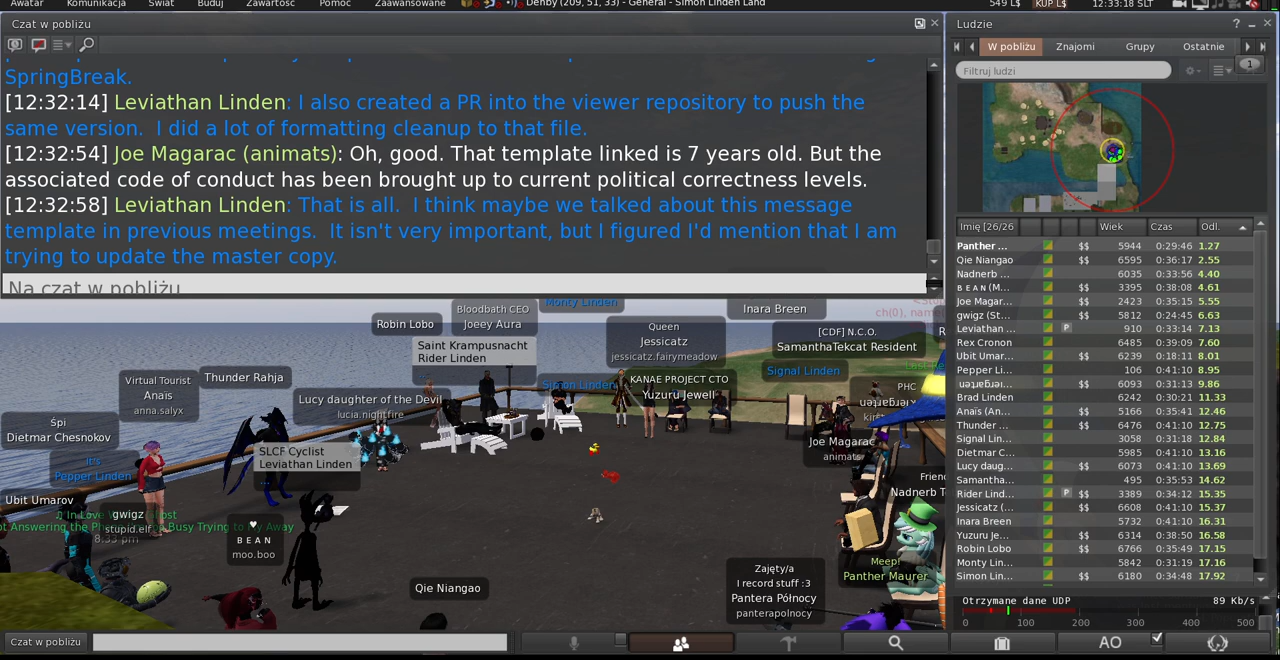 Awatar Komunikacja Świat Buduj Zawartość Pomoc Zaawansowane Denby (209, 51, 33) - General - Simon Linden Land 549 L$ KUP L$ 12:33:18 SLT
Czat w pobliżu
SpringBreak.
[12:32:14] Leviathan Linden: I also created a PR into the viewer repository to push the
same version.  I did a lot of formatting cleanup to that file.
[12:32:54] Joe Magarac (animats): Oh, good. That template linked is 7 years old. But the
associated code of conduct has been brought up to current political correctness levels.
[12:32:58] Leviathan Linden: That is all.  I think maybe we talked about this message
template in previous meetings.  It isn't very important, but I figured I'd mention that I am
trying to update the master copy.
Na czat w pobliżu
Monty Linden
Bloodbath CEO
Joeey Aura
Robin Lobo
Inara Breen
ch(0), name
Queen
Jessicatz
jessicatz.fairymeadow
[CDF] N.C.O.
SamanthaTekcat Resident
Saint Krampusnacht
Rider Linden
...
Signal Linden
Simon Linden
KANAE PROJECT CTO
Yuzuru Jewell
PHC
Thunder Rahja
Virtual Tourist
Anaïs
anna.salyx
Lucy daughter of the Devil
lucia.nightfire
Śpi
Dietmar Chesnokov
Joe Magarac
animats
SLCF Cyclist
Leviathan Linden
...
It's
Pepper Linden
Ubit Umarov
Friend
Nadnerb T
gwigz
stupid.elf
8:33 pm
♥
ʙ ᴇ ᴀ ɴ
moo.boo
Meep!
Panther Maurer
Zajęty/a
I record stuff :3
Pantera Północy
panterapolnocy
Qie Niangao
Czat w pobliżu
Ludzie
? _ ×
W pobliżu Znajomi Grupy Ostatnie
Filtruj ludzi
1
Imię [26/26 Wiek Czas Odl.
Panther ... $$ 5944 0:29:46 1.27
Qie Niangao $$ 6595 0:36:17 2.55
Nadnerb ... 6035 0:33:56 4.40
ʙ ᴇ ᴀ ɴ (M... $$ 3395 0:38:08 4.61
Joe Magar... $$ 2423 0:35:15 5.55
gwigz (St... $$ 5812 0:24:45 6.63
Leviathan ... P 910 0:33:14 7.13
Rex Cronon 6485 0:39:09 7.60
Ubit Umar... $$ 6239 0:18:11 8.01
Pepper Li... 106 0:41:10 8.95
$$ 6093 0:31:13 9.86
Brad Linden 6242 0:30:21 11.33
Anaïs (An... $$ 5166 0:35:41 12.46
Thunder ... $$ 6476 0:41:10 12.75
Signal Lin... 3058 0:31:18 12.84
Dietmar C... 5985 0:41:10 13.16
Lucy daug... $$ 6073 0:41:10 13.69
Samantha... 495 0:35:53 14.62
Rider Lind... P $$ 3389 0:34:12 15.35
Jessicatz (... $$ 6608 0:41:10 15.37
Inara Breen 5732 0:41:10 16.31
Yuzuru Je... $$ 6314 0:38:50 16.58
Robin Lobo $$ 6766 0:35:49 17.15
Monty Lin... 5842 0:31:19 17.16
Simon Lin... $$ 6180 0:34:48 17.92
Otrzymane dane UDP 89 Kb/s
0 100 200 300 400 500
AO